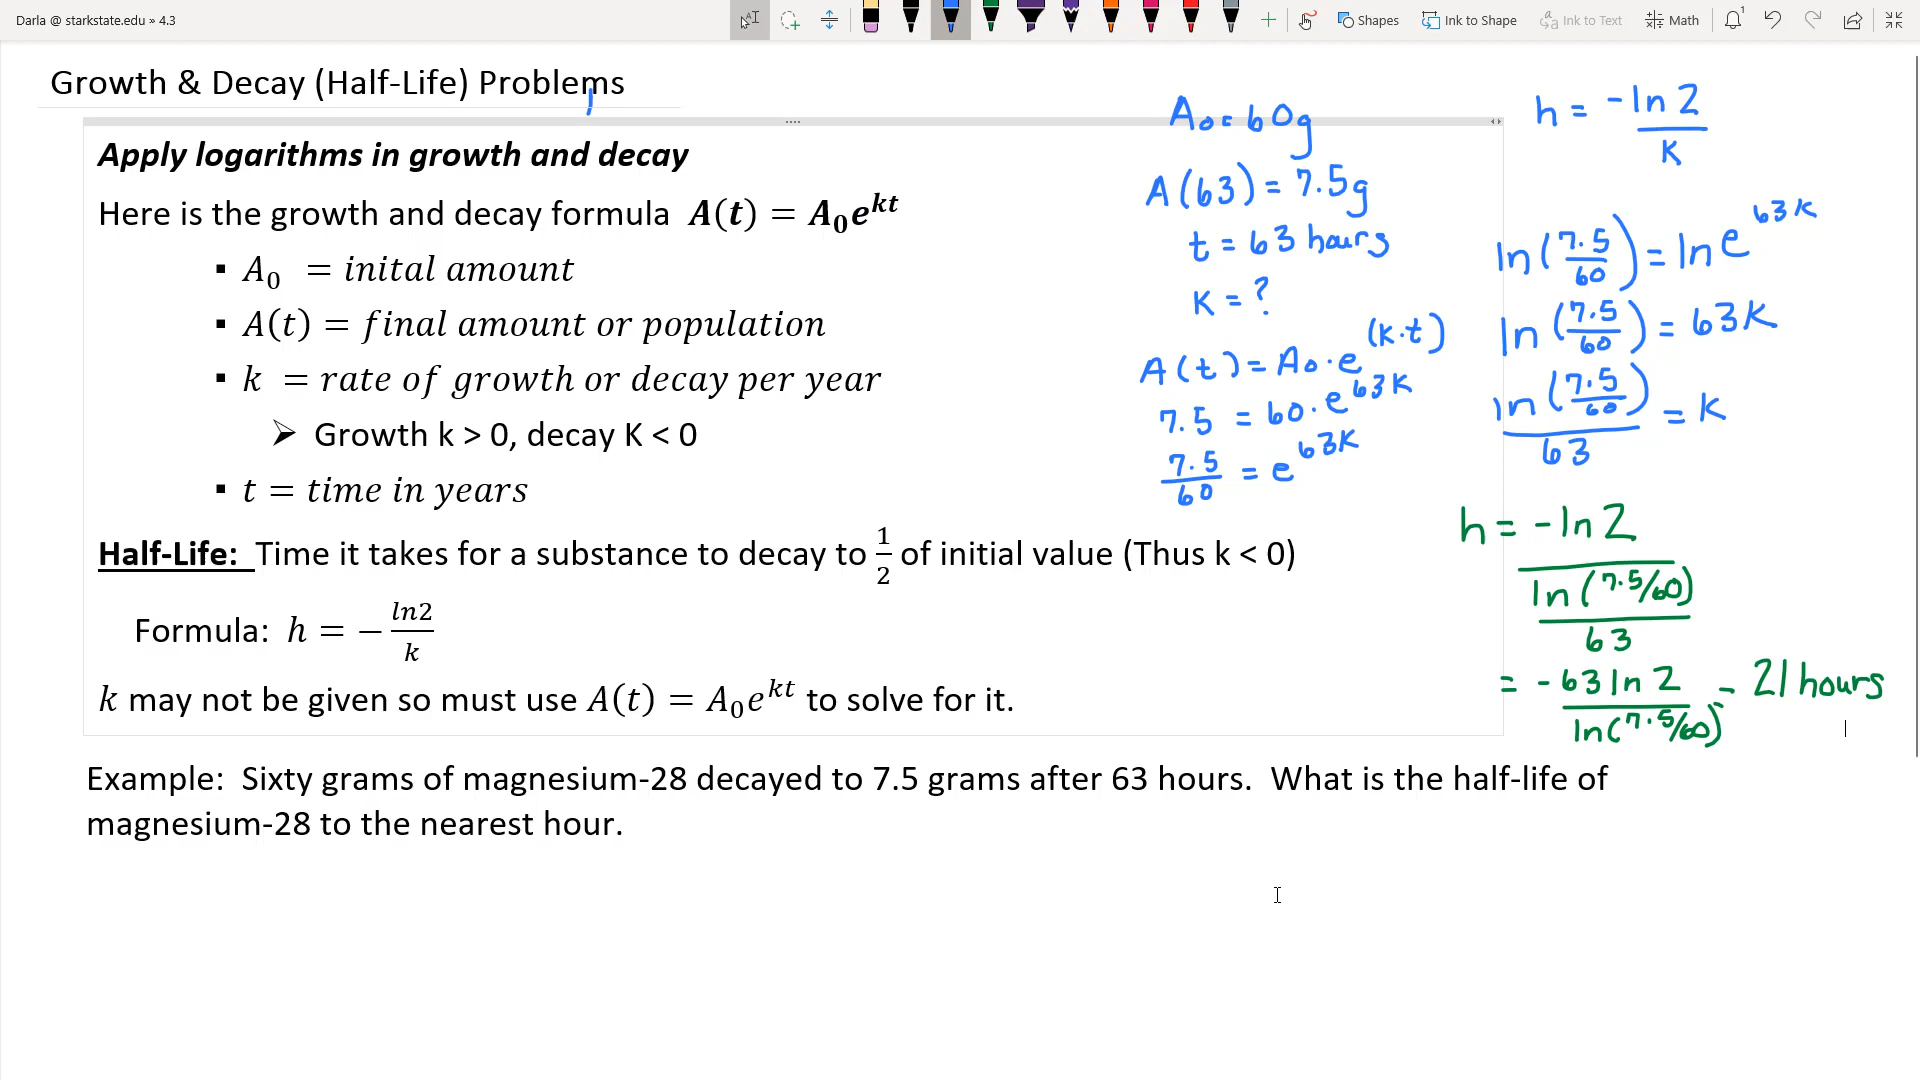 Darla @ starkstate.edu » 4.3
Shapes
Ink to Shape
Ink to Text
Math
Growth & Decay (Half-Life) Problems
Apply logarithms in growth and decay
Here is the growth and decay formula A(t) = A₀e^{kt}
▪ A₀ = inital amount
▪ A(t) = final amount or population
▪ k = rate of growth or decay per year
➢ Growth k > 0, decay K < 0
▪ t = time in years
Half-Life: Time it takes for a substance to decay to 1/2 of initial value (Thus k < 0)
Formula: h = −ln2/k
k may not be given so must use A(t) = A₀e^{kt} to solve for it.
A₀ = 60g
A(63) = 7.5g
t = 63 hours
K = ?
A(t) = A₀·e^{(k·t)}
7.5 = 60·e^{63K}
7.5/60 = e^{63K}
h = -ln 2/K
ln(7.5/60) = ln e^{63K}
ln(7.5/60) = 63K
ln(7.5/60)/63 = K
h = -ln 2
ln(7.5/60)
63
= -63 ln 2/ln(7.5/60) = 21 hours
Example: Sixty grams of magnesium-28 decayed to 7.5 grams after 63 hours. What is the half-life of
magnesium-28 to the nearest hour.